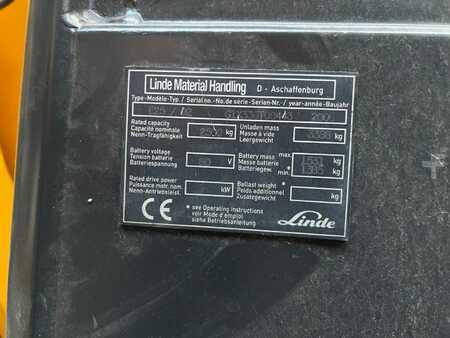 Linde Material Handling D - Aschaffenburg
Type-Modèle-Typ / Serial no.-No. de série-Serien-Nr. / year-année-Baujahr
Rated capacity
Capacité nominale
Nenn-Tragfähigkeit
kg
Unladen mass
Masse à vide
Leergewicht
kg
Battery voltage
Tension batterie
Batteriespannung
80 V
Battery mass max
Masse batterie
Batteriegew. * min.
kg
Rated drive power
Puissance motr. nom.
Nenn-Antriebsleist.
kW
Ballast weight *
Poids additionnel
Zusatzgewicht
kg
CE
* see Operating instructions
voir Mode d'emploi
siehe Betriebsanleitung
Linde